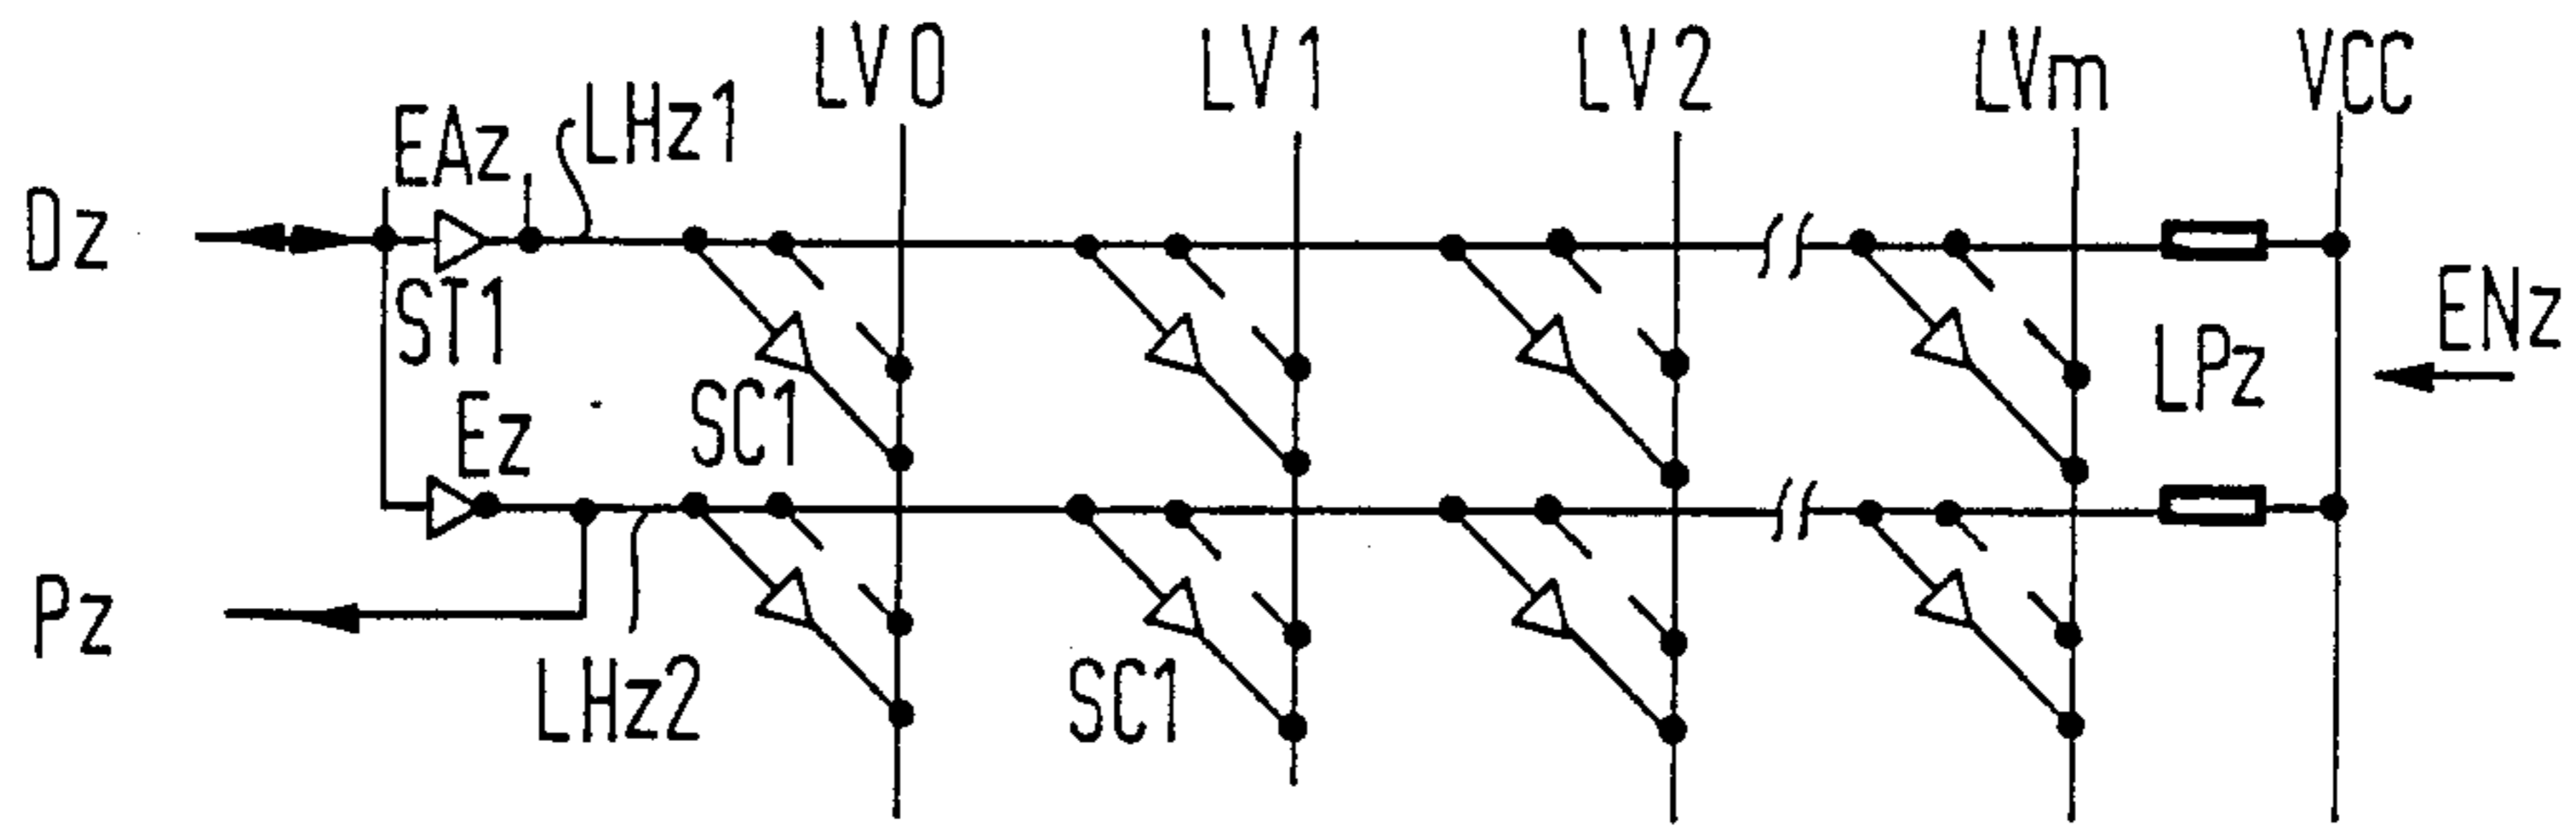 LV0 LV1 LV2 LVm VCC
EAz LHz1
Dz
ST1 ENz
LPz
Ez SC1
Pz
LHz2 SC1